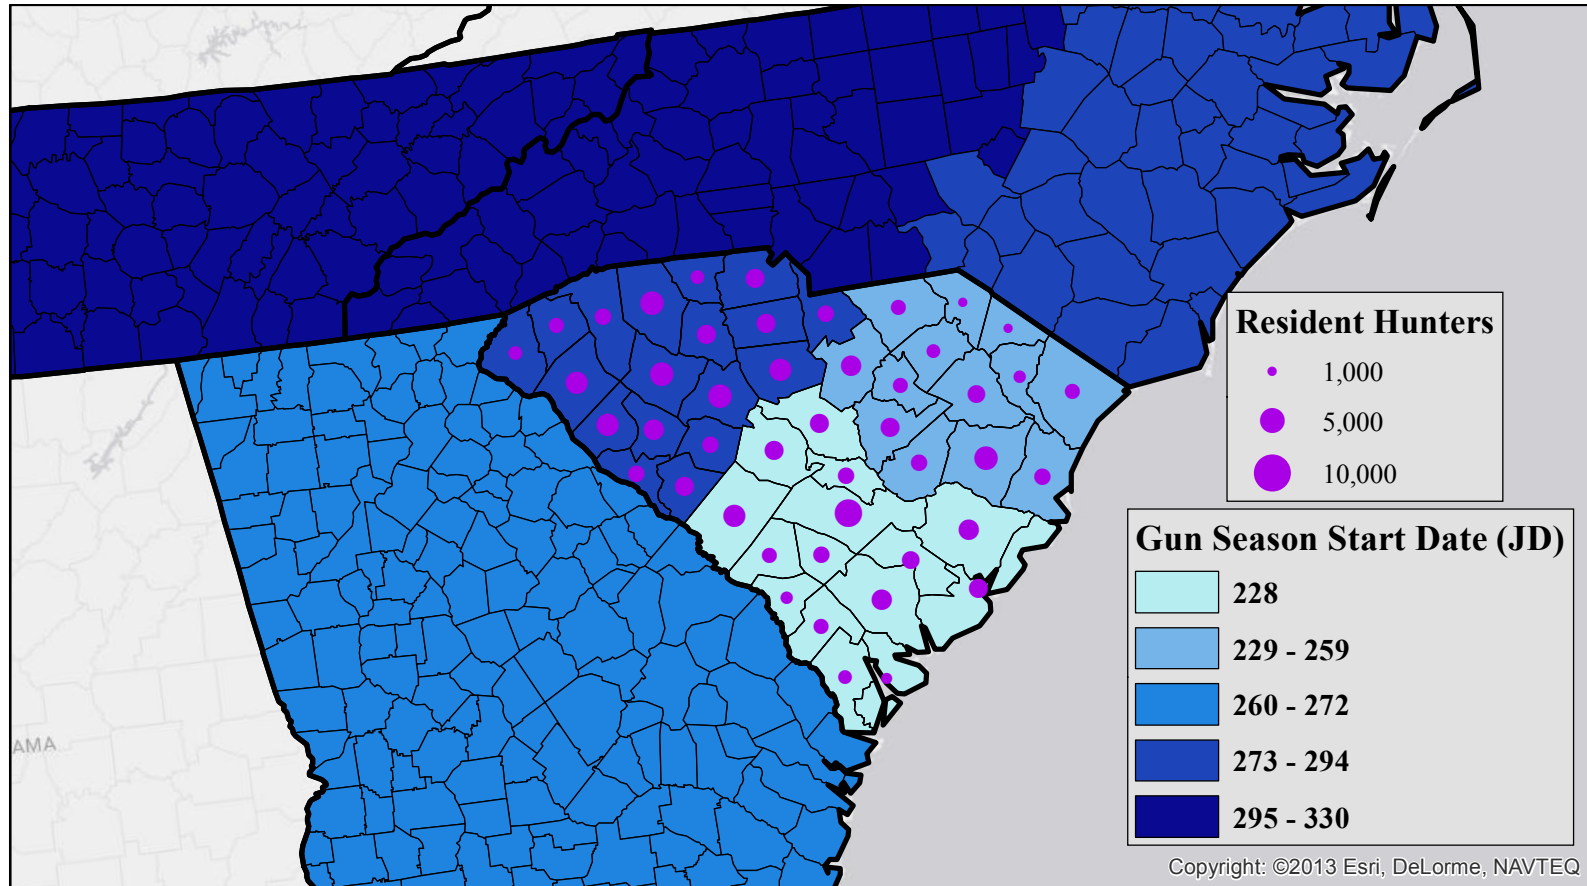 AMA
Resident Hunters
1,000
5,000
10,000
Gun Season Start Date (JD)
228
229 - 259
260 - 272
273 - 294
295 - 330
Copyright: ©2013 Esri, DeLorme, NAVTEQ